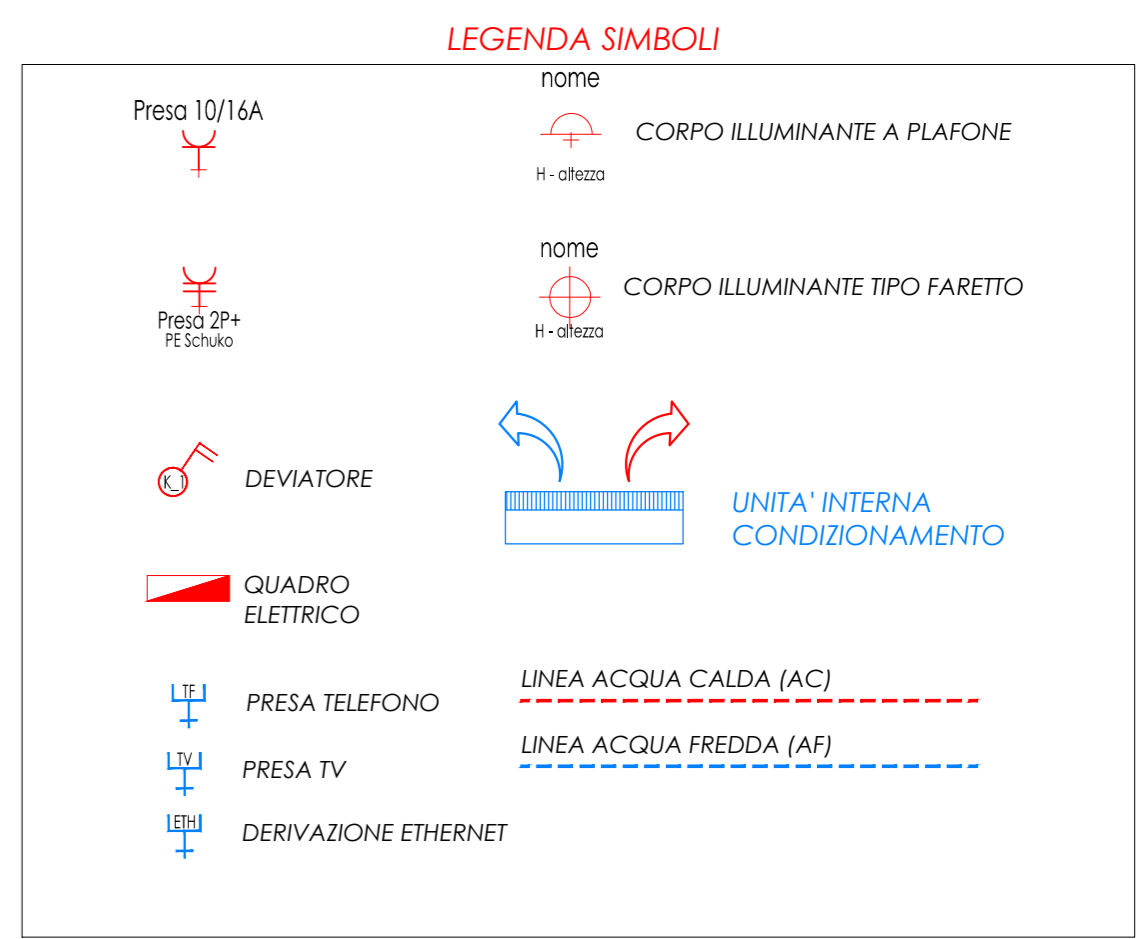 LEGENDA SIMBOLI
Presa 10/16A
nome
CORPO ILLUMINANTE A PLAFONE
H - altezza
Presa 2P+
PE Schuko
nome
CORPO ILLUMINANTE TIPO FARETTO
H - altezza
K_1
DEVIATORE
UNITA' INTERNA
CONDIZIONAMENTO
QUADRO
ELETTRICO
TF
PRESA TELEFONO
TV
PRESA TV
ETH
DERIVAZIONE ETHERNET
LINEA ACQUA CALDA (AC)
LINEA ACQUA FREDDA (AF)